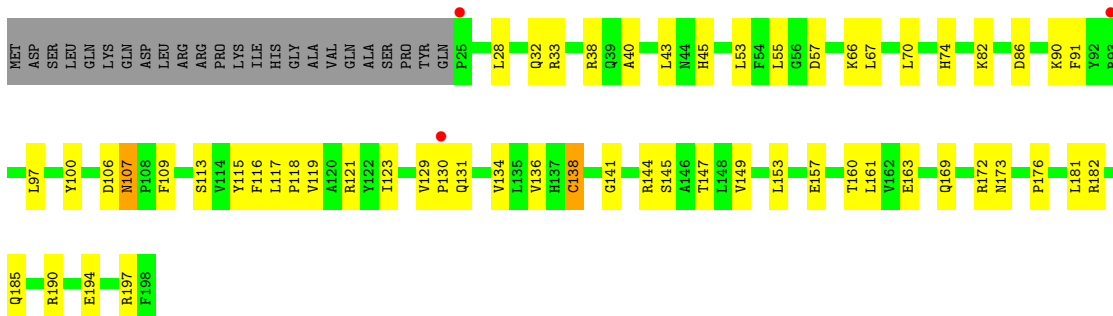 MET ASP SER LEU GLN LYS GLN ASP LEU ARG ARG PRO LYS ILE HIS GLY ALA VAL GLN ALA SER PRO TYR GLN P25 L28 Q32 R33 R38 Q39 A40 L43 N44 H45 L53 F54 L55 G56 D57 K66 L67 L70 H74 K82 D86 K90 F91 Y92 R93
L97 Y100 D106 N107 P108 F109 S113 V114 Y115 F116 L117 P118 V119 A120 R121 Y122 I123 V129 P130 Q131 V134 L135 V136 H137 C138 G141 R144 S145 A146 T147 L148 V149 L153 E157 T160 L161 V162 E163 Q169 R172 N173 P176 L181 R182
Q185 R190 E194 R197 F198